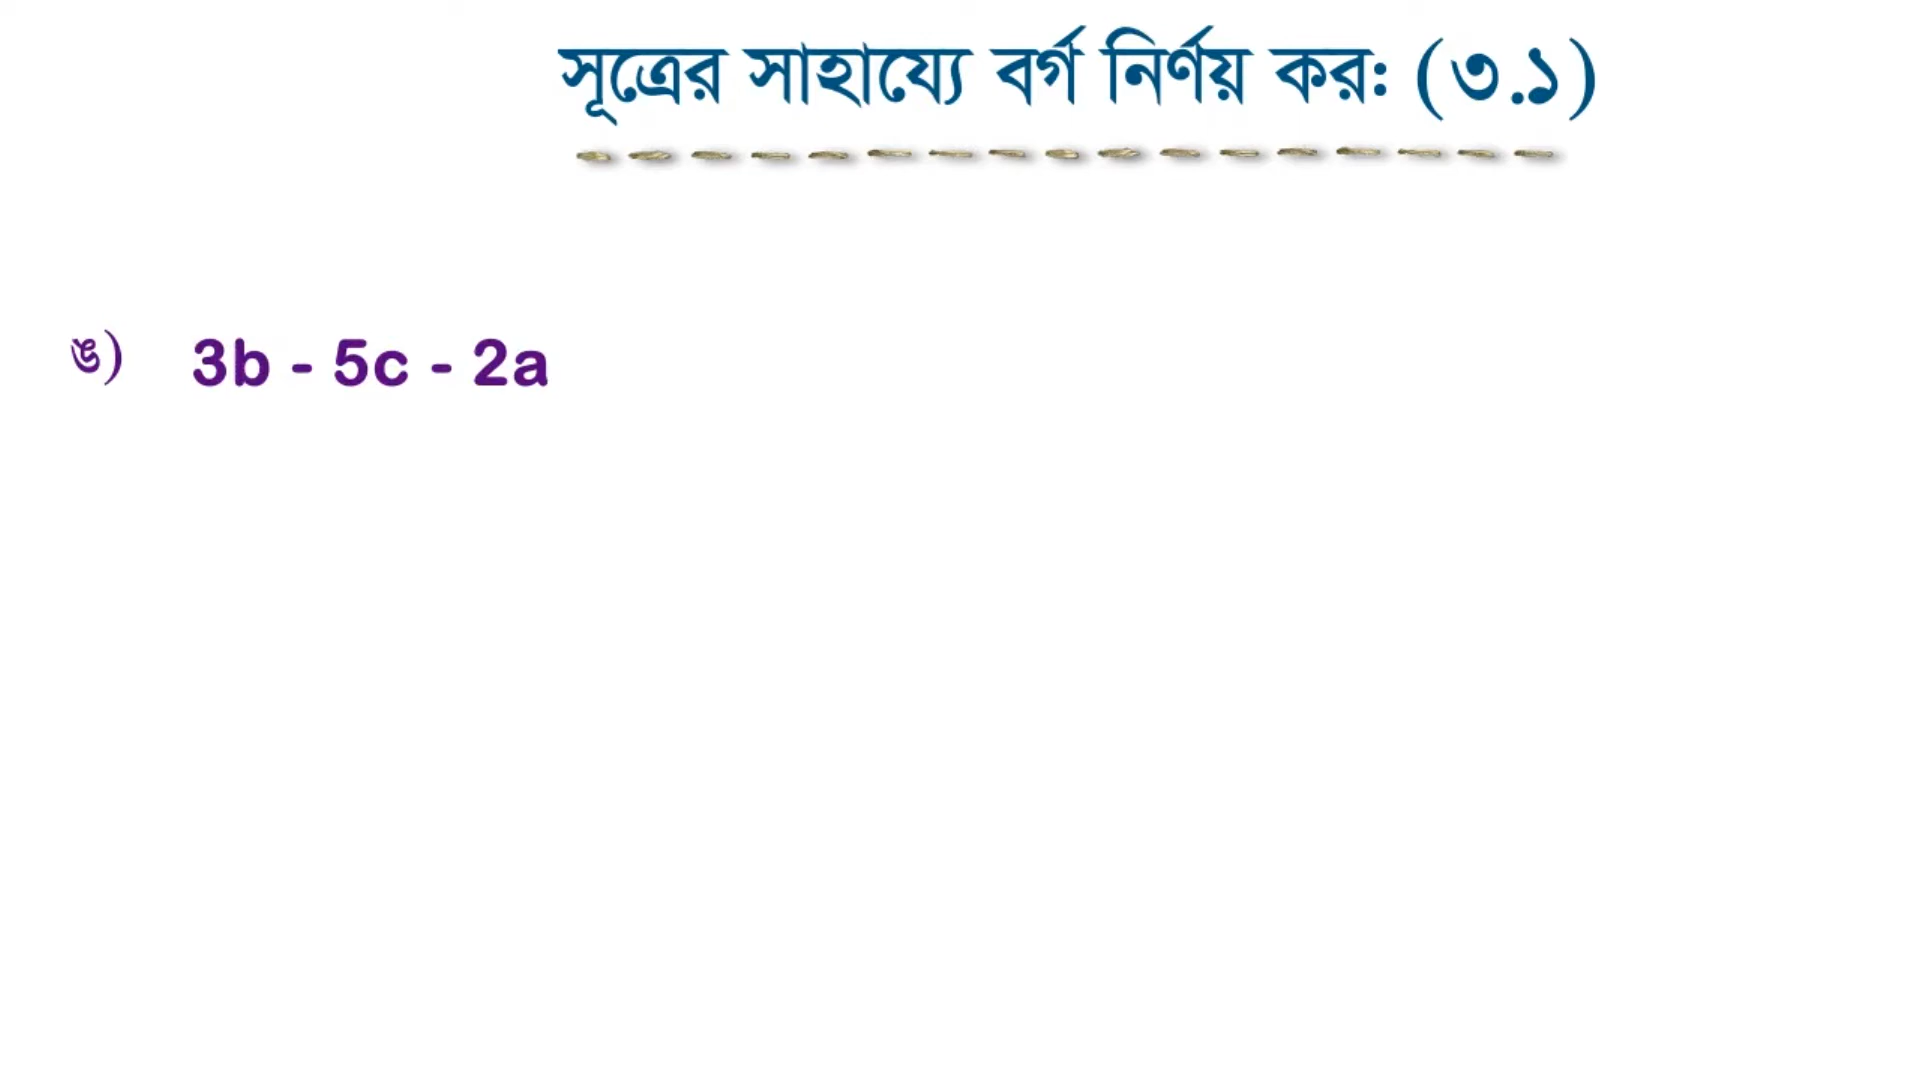 সূত্রের সাহায্যে বর্গ নির্ণয় কর: (৩.১)
ঙ) 3b - 5c - 2a